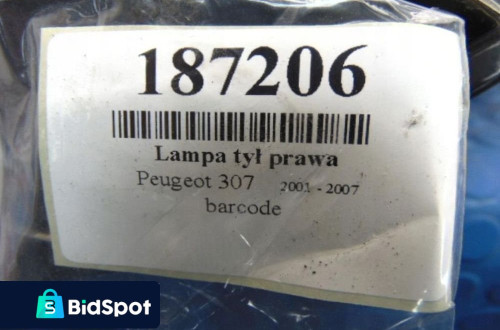 187206
Lampa tył prawa
Peugeot 307 2001 - 2007
barcode
S BidSpot